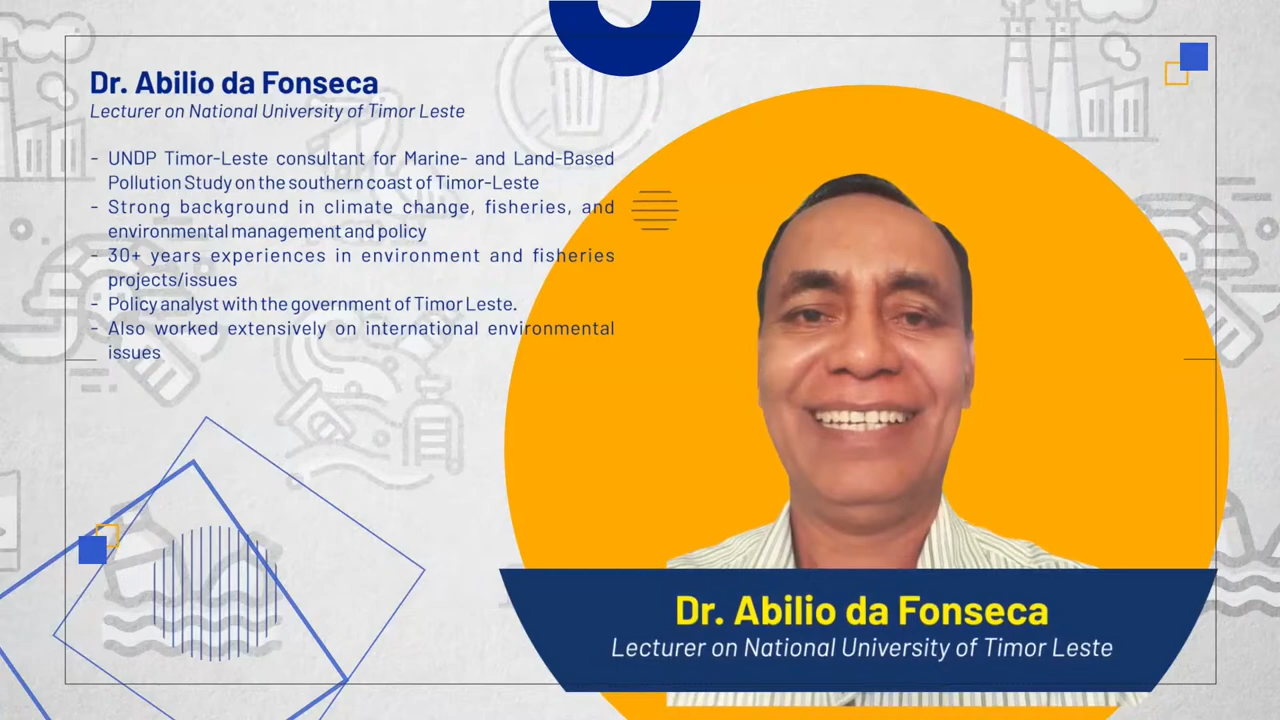 Dr. Abilio da Fonseca
Lecturer on National University of Timor Leste
- UNDP Timor-Leste consultant for Marine- and Land-Based
Pollution Study on the southern coast of Timor-Leste
- Strong background in climate change, fisheries, and
environmental management and policy
- 30+ years experiences in environment and fisheries
projects/issues
- Policy analyst with the government of Timor Leste.
- Also worked extensively on international environmental
issues
Dr. Abilio da Fonseca
Lecturer on National University of Timor Leste